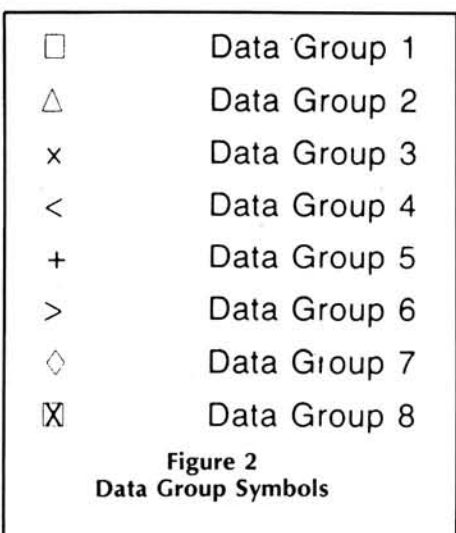 □ Data Group 1
△ Data Group 2
× Data Group 3
< Data Group 4
+ Data Group 5
> Data Group 6
◇ Data Group 7
☒ Data Group 8
Figure 2
Data Group Symbols